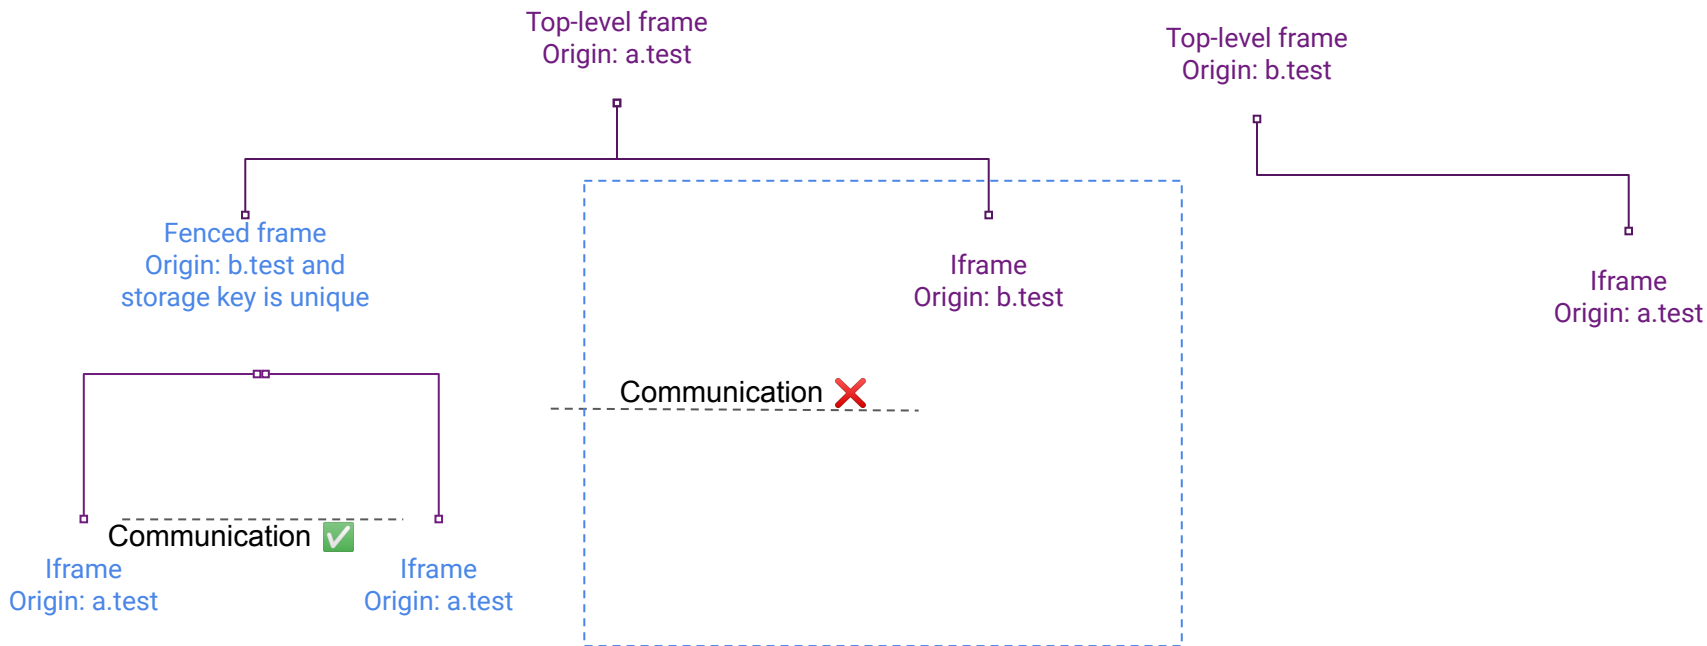 Top-level frame
Origin: a.test
Top-level frame
Origin: b.test
Fenced frame
Origin: b.test and
storage key is unique
Iframe
Origin: b.test
Iframe
Origin: a.test
Communication ❌
Communication ✅
Iframe
Origin: a.test
Iframe
Origin: a.test